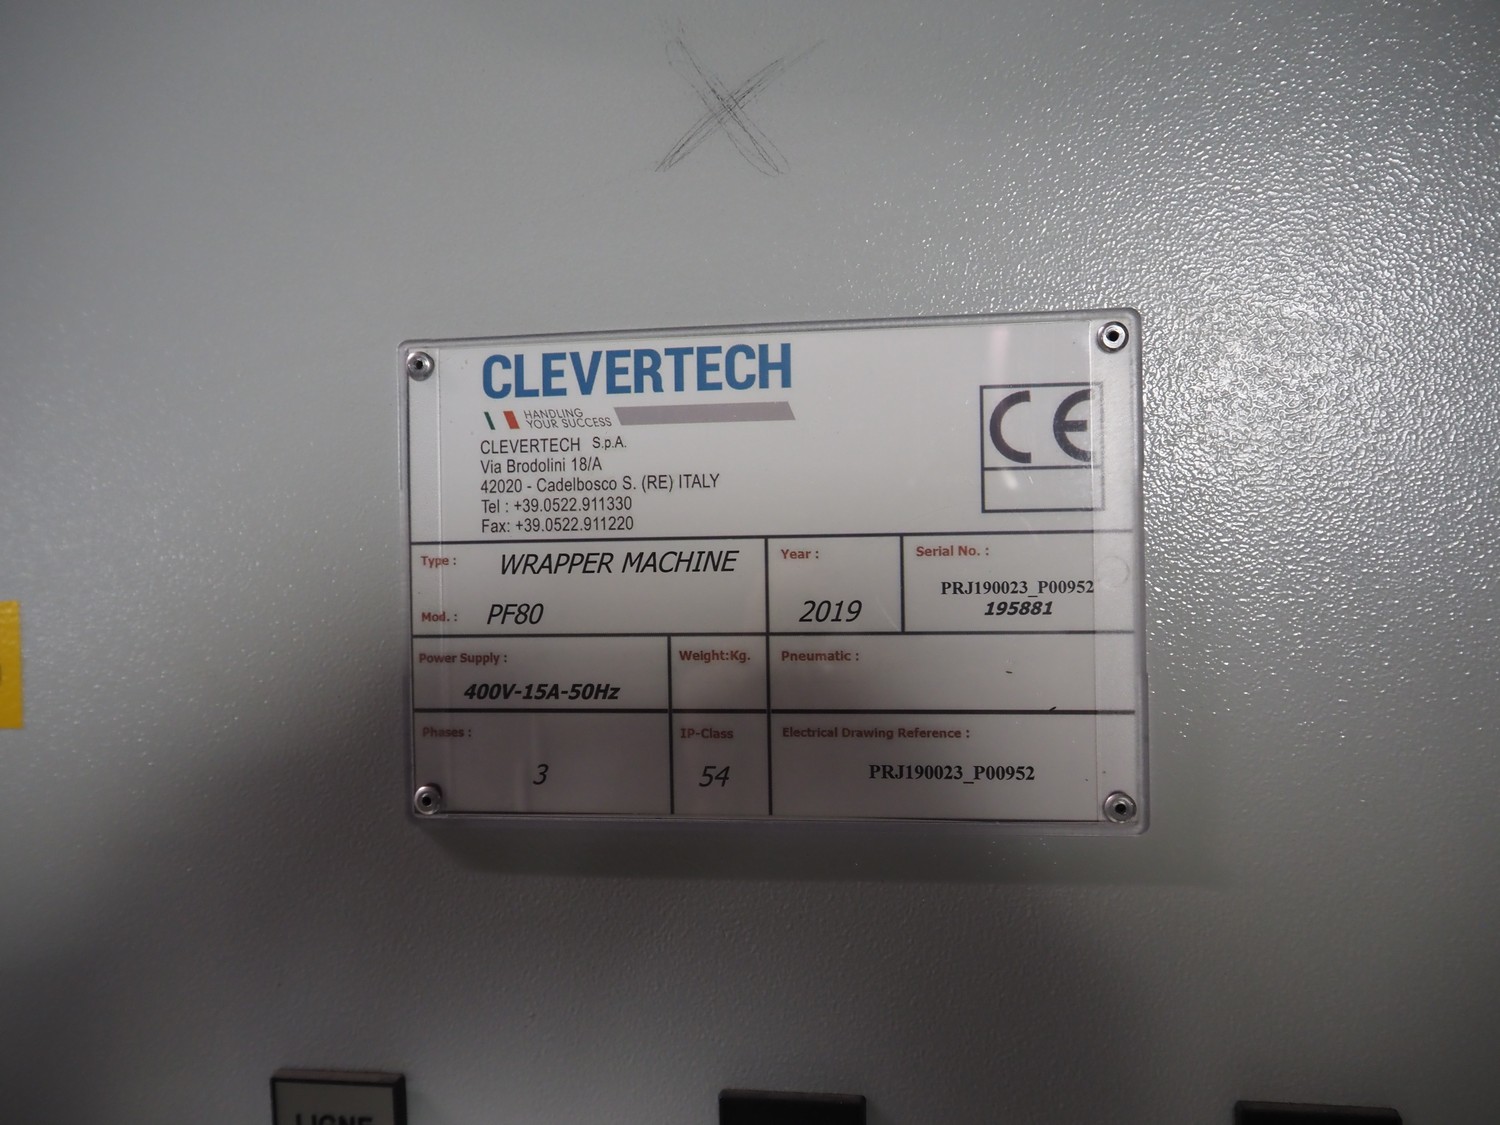 CLEVERTECH
HANDLING
YOUR SUCCESS
CLEVERTECH S.p.A.
Via Brodolini 18/A
42020 - Cadelbosco S. (RE) ITALY
Tel : +39.0522.911330
Fax: +39.0522.911220
CE
Type : WRAPPER MACHINE
Mod. : PF80
Year :
2019
Serial No. :
PRJ190023_P00952
195881
Power Supply :
400V-15A-50Hz
Weight:Kg.
Pneumatic :
-
Phases :
3
IP-Class
54
Electrical Drawing Reference :
PRJ190023_P00952
LIGNE